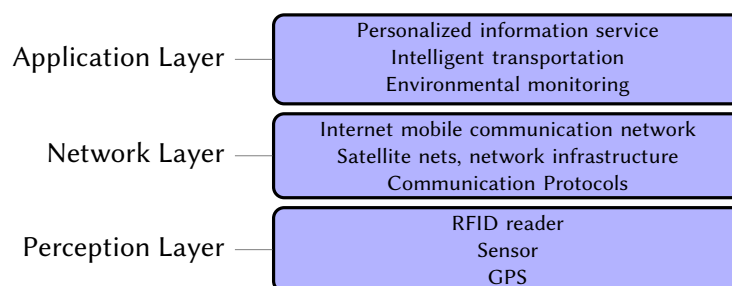 Application Layer
Personalized information service
Intelligent transportation
Environmental monitoring
Network Layer
Internet mobile communication network
Satellite nets, network infrastructure
Communication Protocols
Perception Layer
RFID reader
Sensor
GPS